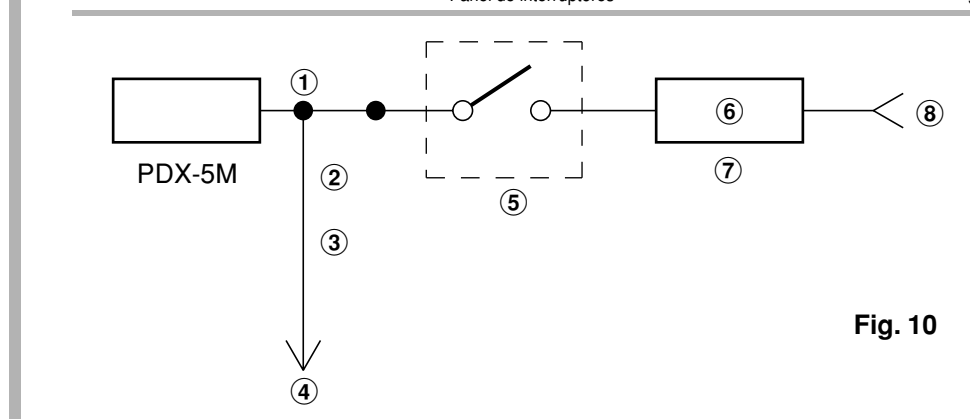 Panel de interruptores
①
⑥
⑧
PDX-5M
②
⑦
⑤
③
Fig. 10
④